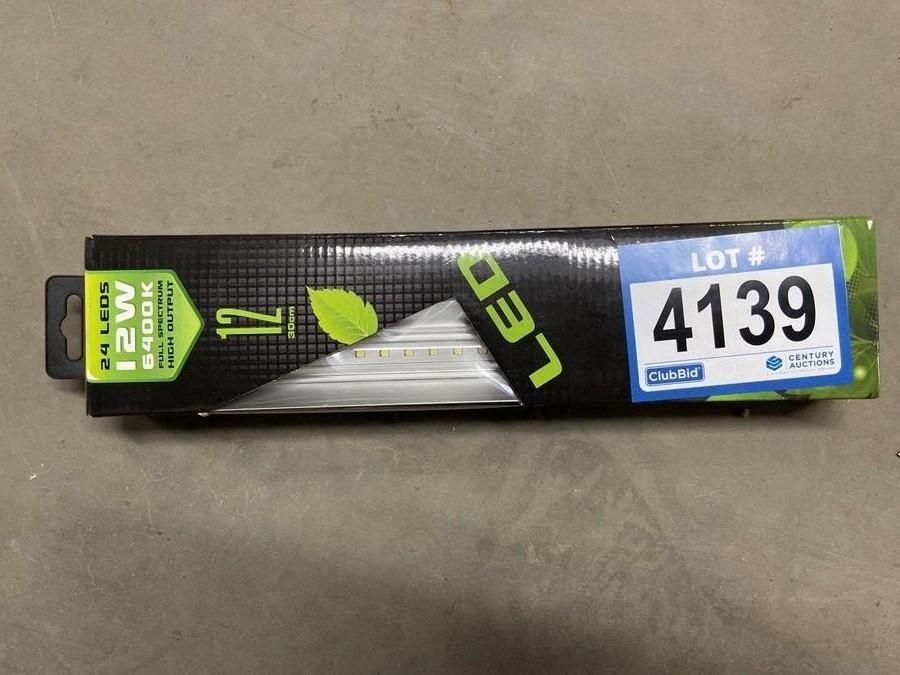 24 LEDS
12W
6400K
FULL SPECTRUM
HIGH OUTPUT
12
30cm
LED
LOT #
4139
ClubBid
CENTURY
AUCTIONS